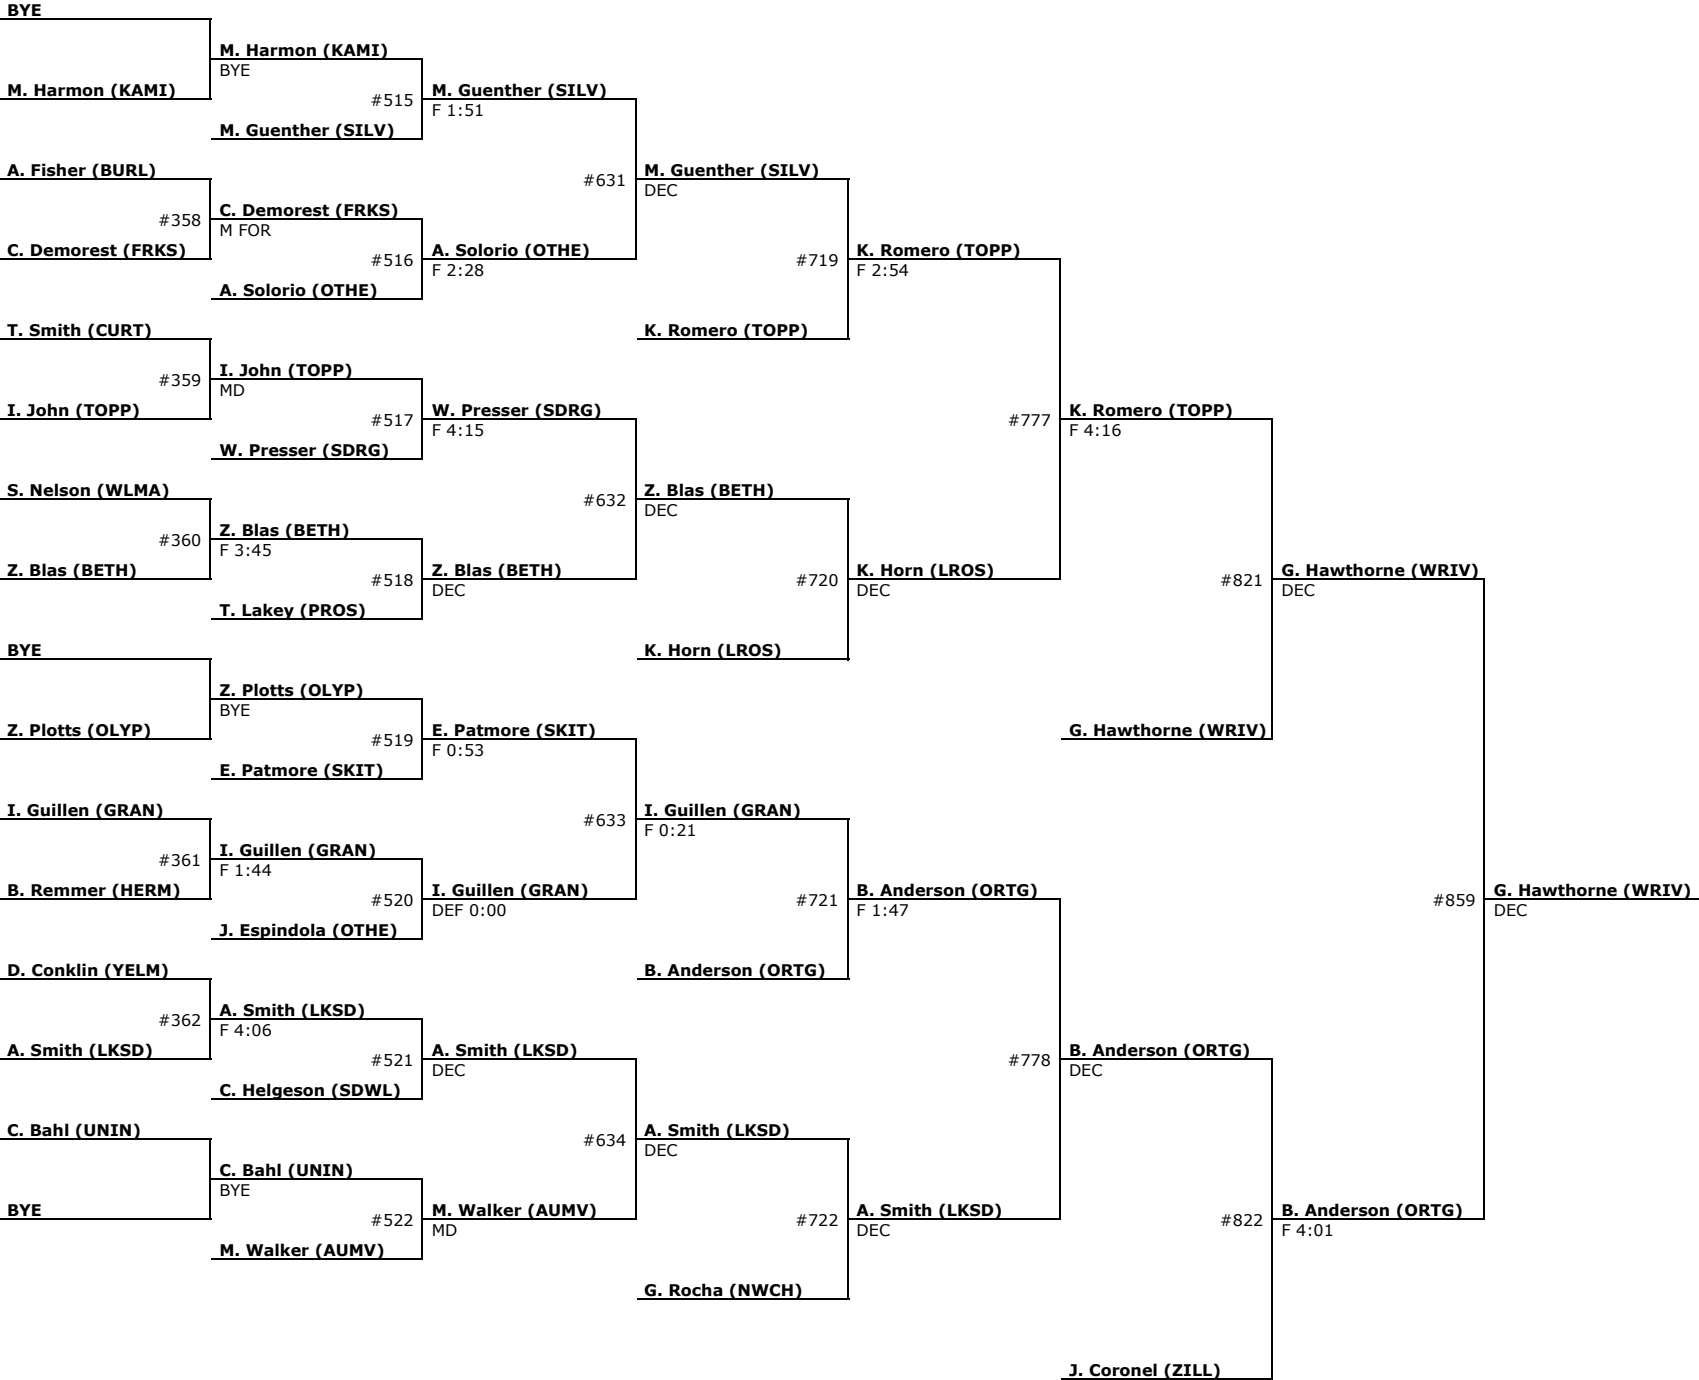 BYE
M. Harmon (KAMI)
BYE
M. Harmon (KAMI)
#515
M. Guenther (SILV)
F 1:51
M. Guenther (SILV)
A. Fisher (BURL)
#631
M. Guenther (SILV)
DEC
#358
C. Demorest (FRKS)
M FOR
C. Demorest (FRKS)
#516
A. Solorio (OTHE)
F 2:28
#719
K. Romero (TOPP)
F 2:54
A. Solorio (OTHE)
T. Smith (CURT)
K. Romero (TOPP)
#359
I. John (TOPP)
MD
I. John (TOPP)
#517
W. Presser (SDRG)
F 4:15
#777
K. Romero (TOPP)
F 4:16
W. Presser (SDRG)
S. Nelson (WLMA)
#632
Z. Blas (BETH)
DEC
#360
Z. Blas (BETH)
F 3:45
Z. Blas (BETH)
#518
Z. Blas (BETH)
DEC
#720
K. Horn (LROS)
DEC
#821
G. Hawthorne (WRIV)
DEC
T. Lakey (PROS)
BYE
K. Horn (LROS)
Z. Plotts (OLYP)
BYE
Z. Plotts (OLYP)
#519
E. Patmore (SKIT)
F 0:53
G. Hawthorne (WRIV)
E. Patmore (SKIT)
I. Guillen (GRAN)
#633
I. Guillen (GRAN)
F 0:21
#361
I. Guillen (GRAN)
F 1:44
B. Remmer (HERM)
#520
I. Guillen (GRAN)
DEF 0:00
#721
B. Anderson (ORTG)
F 1:47
#859
G. Hawthorne (WRIV)
DEC
J. Espindola (OTHE)
D. Conklin (YELM)
B. Anderson (ORTG)
#362
A. Smith (LKSD)
F 4:06
A. Smith (LKSD)
#521
A. Smith (LKSD)
DEC
#778
B. Anderson (ORTG)
DEC
C. Helgeson (SDWL)
C. Bahl (UNIN)
#634
A. Smith (LKSD)
DEC
C. Bahl (UNIN)
BYE
BYE
#522
M. Walker (AUMV)
MD
#722
A. Smith (LKSD)
DEC
#822
B. Anderson (ORTG)
F 4:01
M. Walker (AUMV)
G. Rocha (NWCH)
J. Coronel (ZILL)